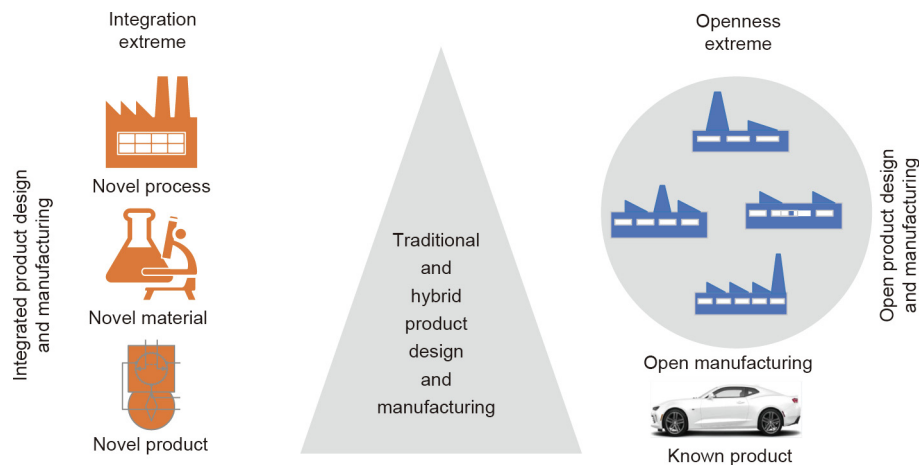 Integration
extreme
Integrated product design
and manufacturing
Novel process
Novel material
Novel product
Traditional
and
hybrid
product
design
and
manufacturing
Openness
extreme
Open manufacturing
Known product
Open product design
and manufacturing